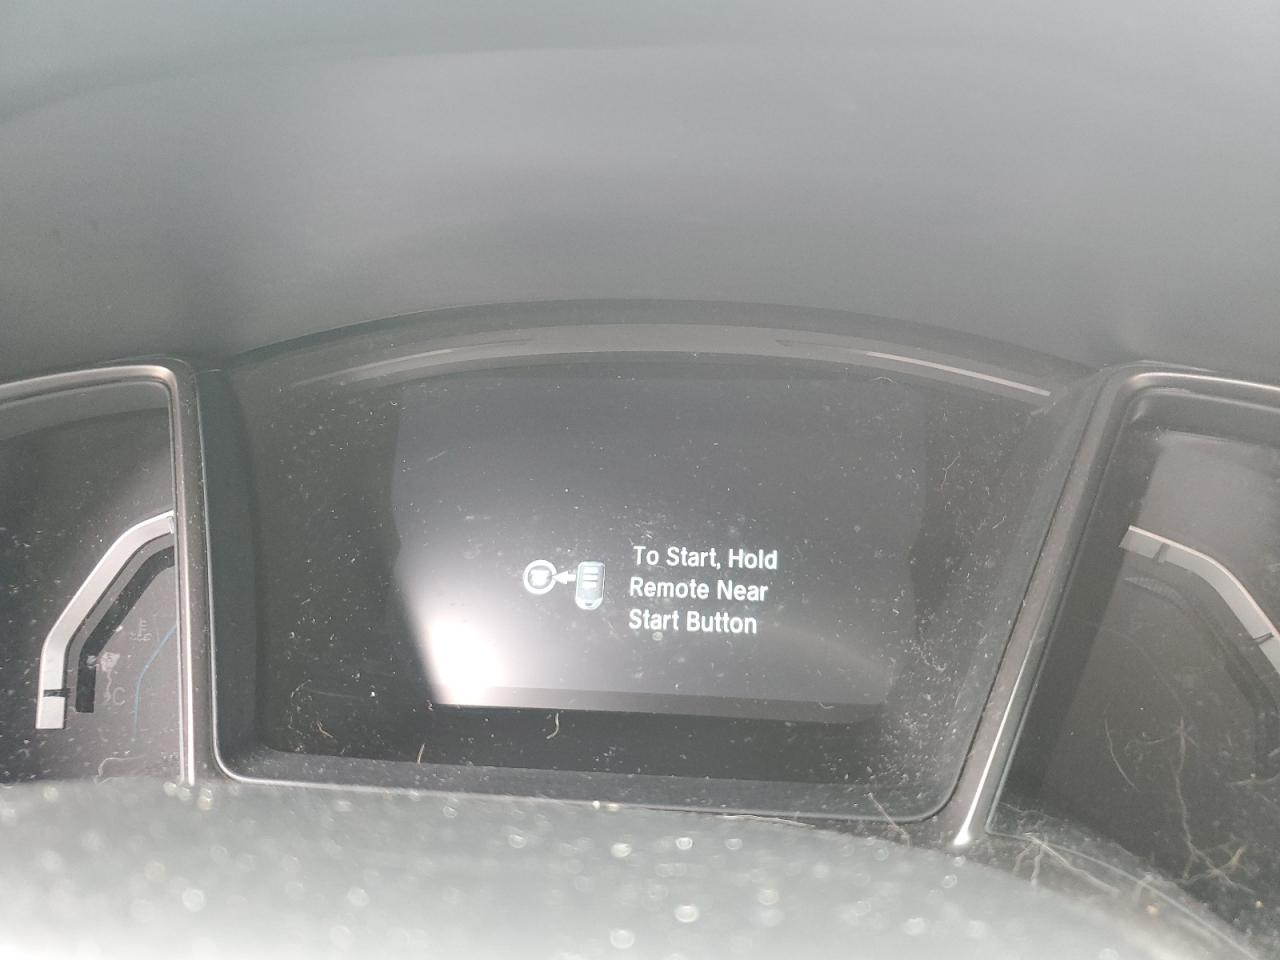 To Start, Hold
Remote Near
Start Button
C